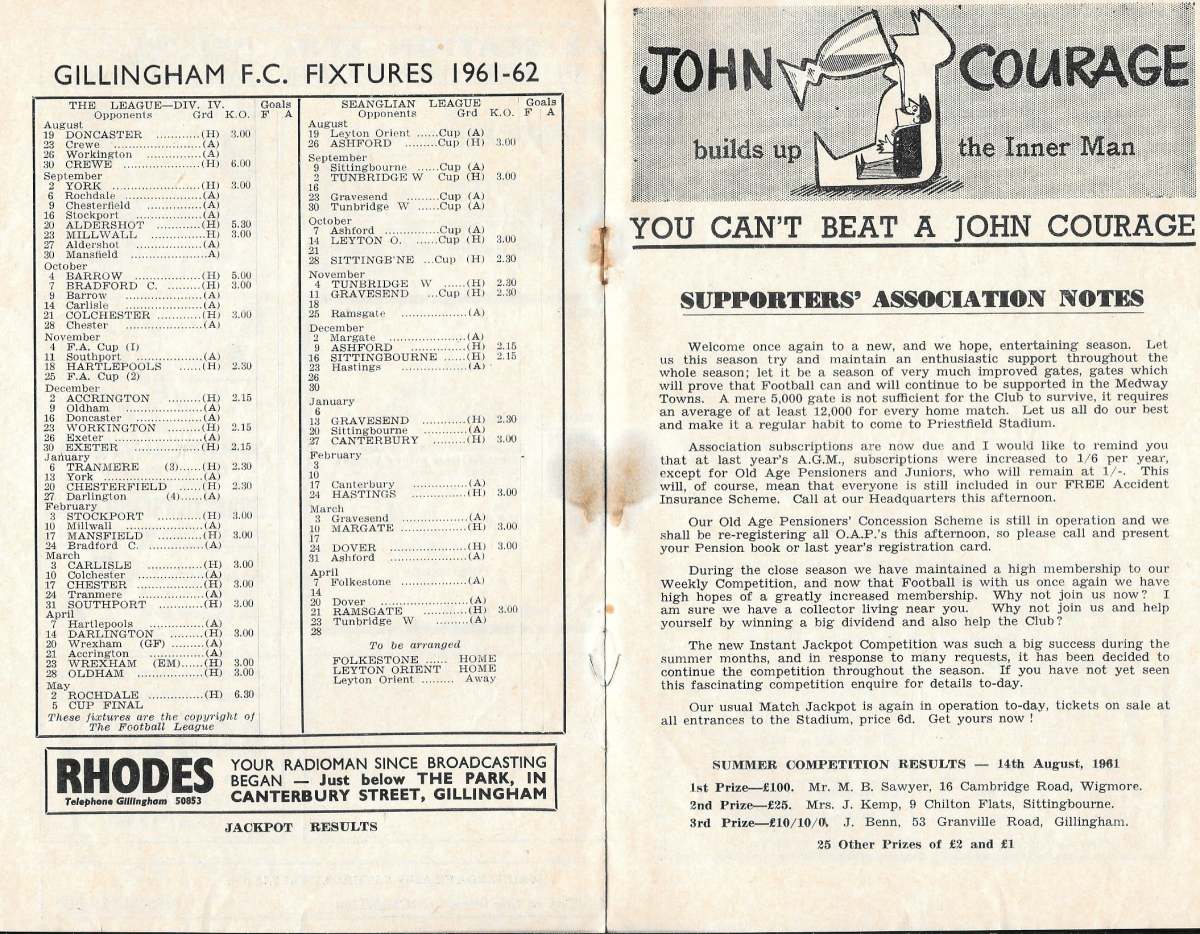 GILLINGHAM F.C. FIXTURES 1961-62
THE LEAGUE—DIV. IV. Goals
Opponents Grd K.O. F A
August
19 DONCASTER ............(H) 3.00
23 Crewe ..................(A)
26 Workington ............(A)
30 CREWE ..................(H) 6.00
September
2 YORK ..................(H) 3.00
6 Rochdale ...............(A)
9 Chesterfield ............(A)
16 Stockport ...............(A)
20 ALDERSHOT ............(H) 5.30
23 MILLWALL ............(H) 3.00
27 Aldershot ...............(A)
30 Mansfield ...............A)
October
4 BARROW ...............(H) 5.00
7 BRADFORD C. .........(H) 3.00
9 Barrow ..................(A)
14 Carlisle ..................(A)
21 COLCHESTER .........(H) 3.00
28 Chester ..................(A)
November
4 F.A. Cup (1)
11 Southport ...............(A)
18 HARTLEPOOLS ......(H) 2.30
25 F.A. Cup (2)
December
2 ACCRINGTON .........(H) 2.15
9 Oldham ..................(A)
16 Doncaster ...............(A)
23 WORKINGTON .........(H) 2.15
26 Exeter ..................(A)
30 EXETER ...............(H) 2.15
January
6 TRANMERE (3)......(H) 2.30
13 York .....................(A)
20 CHESTERFIELD ......(H) 2.30
27 Darlington (4)......(A)
February
3 STOCKPORT ............(H) 3.00
10 Millwall ..................(A)
17 MANSFIELD ............(H) 3.00
24 Bradford C. ............(A)
March
3 CARLISLE ...............(H) 3.00
10 Colchester ...............(A)
17 CHESTER ...............(H) 3.00
24 Tranmere ...............(A)
31 SOUTHPORT ............(H) 3.00
April
7 Hartlepools ............(A)
14 DARLINGTON .........(H) 3.00
20 Wrexham (GF) .........(A)
21 Accrington ...............(A)
23 WREXHAM (EM)......(H) 3.00
28 OLDHAM ...............(H) 3.00
May
2 ROCHDALE ............(H) 6.30
5 CUP FINAL
These fixtures are the copyright of
The Football League
SEANGLIAN LEAGUE Goals
Opponents Grd K.O. F A
August
19 Leyton Orient ......Cup (A)
26 ASHFORD .........Cup (H) 3.00
September
9 Sittingbourne ......Cup (A)
2 TUNBRIDGE W Cup (H) 3.00
16
23 Gravesend .........Cup (A)
30 Tunbridge W ......Cup (A)
October
7 Ashford ............Cup (A)
14 LEYTON O. ......Cup (H) 3.00
21
28 SITTINGB'NE ...Cup (H) 2.30
November
4 TUNBRIDGE W ......(H) 2.30
11 GRAVESEND ...Cup (H) 2.30
18
25 Ramsgate ...............(A)
December
2 Margate ..................(A)
9 ASHFORD ...............(H) 2.15
16 SITTINGBOURNE ......(H) 2.15
23 Hastings ..................(A)
26
30
January
6
13 GRAVESEND ............(H) 2.30
20 Sittingbourne ............(A)
27 CANTERBURY .........(H) 3.00
February
3
10
17 Canterbury ...............(A)
24 HASTINGS ...............(H) 3.00
March
3 Gravesend ...............(A)
10 MARGATE ...............(H) 3.00
17
24 DOVER ..................(H) 3.00
31 Ashford ..................(A)
April
7 Folkestone ...............(A)
14
20 Dover .....................(A)
21 RAMSGATE ............(H) 3.00
23 Tunbridge W .........(A)
28
To be arranged
FOLKESTONE ...... HOME
LEYTON ORIENT HOME
Leyton Orient ......... Away
RHODES
Telephone Gillingham 50853
YOUR RADIOMAN SINCE BROADCASTING
BEGAN — Just below THE PARK, IN
CANTERBURY STREET, GILLINGHAM
JACKPOT RESULTS
JOHN COURAGE
builds up the Inner Man
YOU CAN'T BEAT A JOHN COURAGE
SUPPORTERS' ASSOCIATION NOTES
Welcome once again to a new, and we hope, entertaining season. Let
us this season try and maintain an enthusiastic support throughout the
whole season; let it be a season of very much improved gates, gates which
will prove that Football can and will continue to be supported in the Medway
Towns. A mere 5,000 gate is not sufficient for the Club to survive, it requires
an average of at least 12,000 for every home match. Let us all do our best
and make it a regular habit to come to Priestfield Stadium.
Association subscriptions are now due and I would like to remind you
that at last year's A.G.M., subscriptions were increased to 1/6 per year,
except for Old Age Pensioners and Juniors, who will remain at 1/-. This
will, of course, mean that everyone is still included in our FREE Accident
Insurance Scheme. Call at our Headquarters this afternoon.
Our Old Age Pensioners' Concession Scheme is still in operation and we
shall be re-registering all O.A.P.'s this afternoon, so please call and present
your Pension book or last year's registration card.
During the close season we have maintained a high membership to our
Weekly Competition, and now that Football is with us once again we have
high hopes of a greatly increased membership. Why not join us now? I
am sure we have a collector living near you. Why not join us and help
yourself by winning a big dividend and also help the Club?
The new Instant Jackpot Competition was such a big success during the
summer months, and in response to many requests, it has been decided to
continue the competition throughout the season. If you have not yet seen
this fascinating competition enquire for details to-day.
Our usual Match Jackpot is again in operation to-day, tickets on sale at
all entrances to the Stadium, price 6d. Get yours now !
SUMMER COMPETITION RESULTS — 14th August, 1961
1st Prize—£100. Mr. M. B. Sawyer, 16 Cambridge Road, Wigmore.
2nd Prize—£25. Mrs. J. Kemp, 9 Chilton Flats, Sittingbourne.
3rd Prize—£10/10/0. J. Benn, 53 Granville Road, Gillingham.
25 Other Prizes of £2 and £1